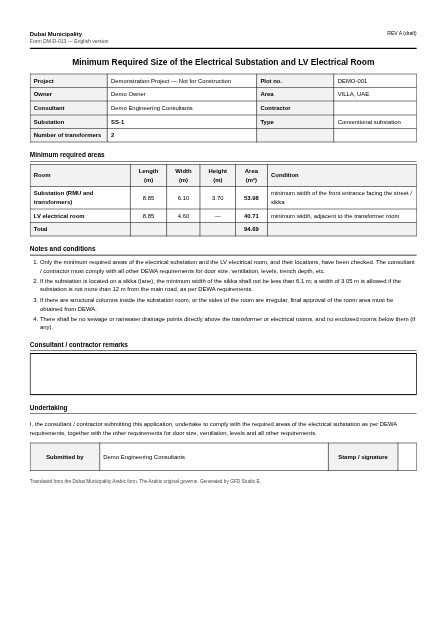 Dubai Municipality
REV A (draft)
Form DM-D-013 — English version
Minimum Required Size of the Electrical Substation and LV Electrical Room
Project Demonstration Project — Not for Construction Plot no. DEMO-001
Owner Demo Owner Area VILLA, UAE
Consultant Demo Engineering Consultants Contractor
Substation SS-1 Type Conventional substation
Number of transformers 2
Minimum required areas
Room Length (m) Width (m) Height (m) Area (m²) Condition
Substation (RMU and transformers) 8.85 6.10 3.70 53.98 minimum width of the front entrance facing the street / sikka
LV electrical room 8.85 4.60 — 40.71 minimum width, adjacent to the transformer room
Total 94.69
Notes and conditions
1. Only the minimum required areas of the electrical substation and the LV electrical room, and their locations, have been checked. The consultant
/ contractor must comply with all other DEWA requirements for door size, ventilation, levels, trench depth, etc.
2. If the substation is located on a sikka (lane), the minimum width of the sikka shall not be less than 6.1 m; a width of 3.05 m is allowed if the
substation is not more than 12 m from the main road, as per DEWA requirements.
3. If there are structural columns inside the substation room, or the sides of the room are irregular, final approval of the room area must be
obtained from DEWA.
4. There shall be no sewage or rainwater drainage points directly above the transformer or electrical rooms, and no enclosed rooms below them (if
any).
Consultant / contractor remarks
Undertaking
I, the consultant / contractor submitting this application, undertake to comply with the required areas of the electrical substation as per DEWA
requirements, together with the other requirements for door size, ventilation, levels and all other requirements.
Submitted by Demo Engineering Consultants Stamp / signature
Translated from the Dubai Municipality Arabic form. The Arabic original governs. Generated by GFD Studio E.